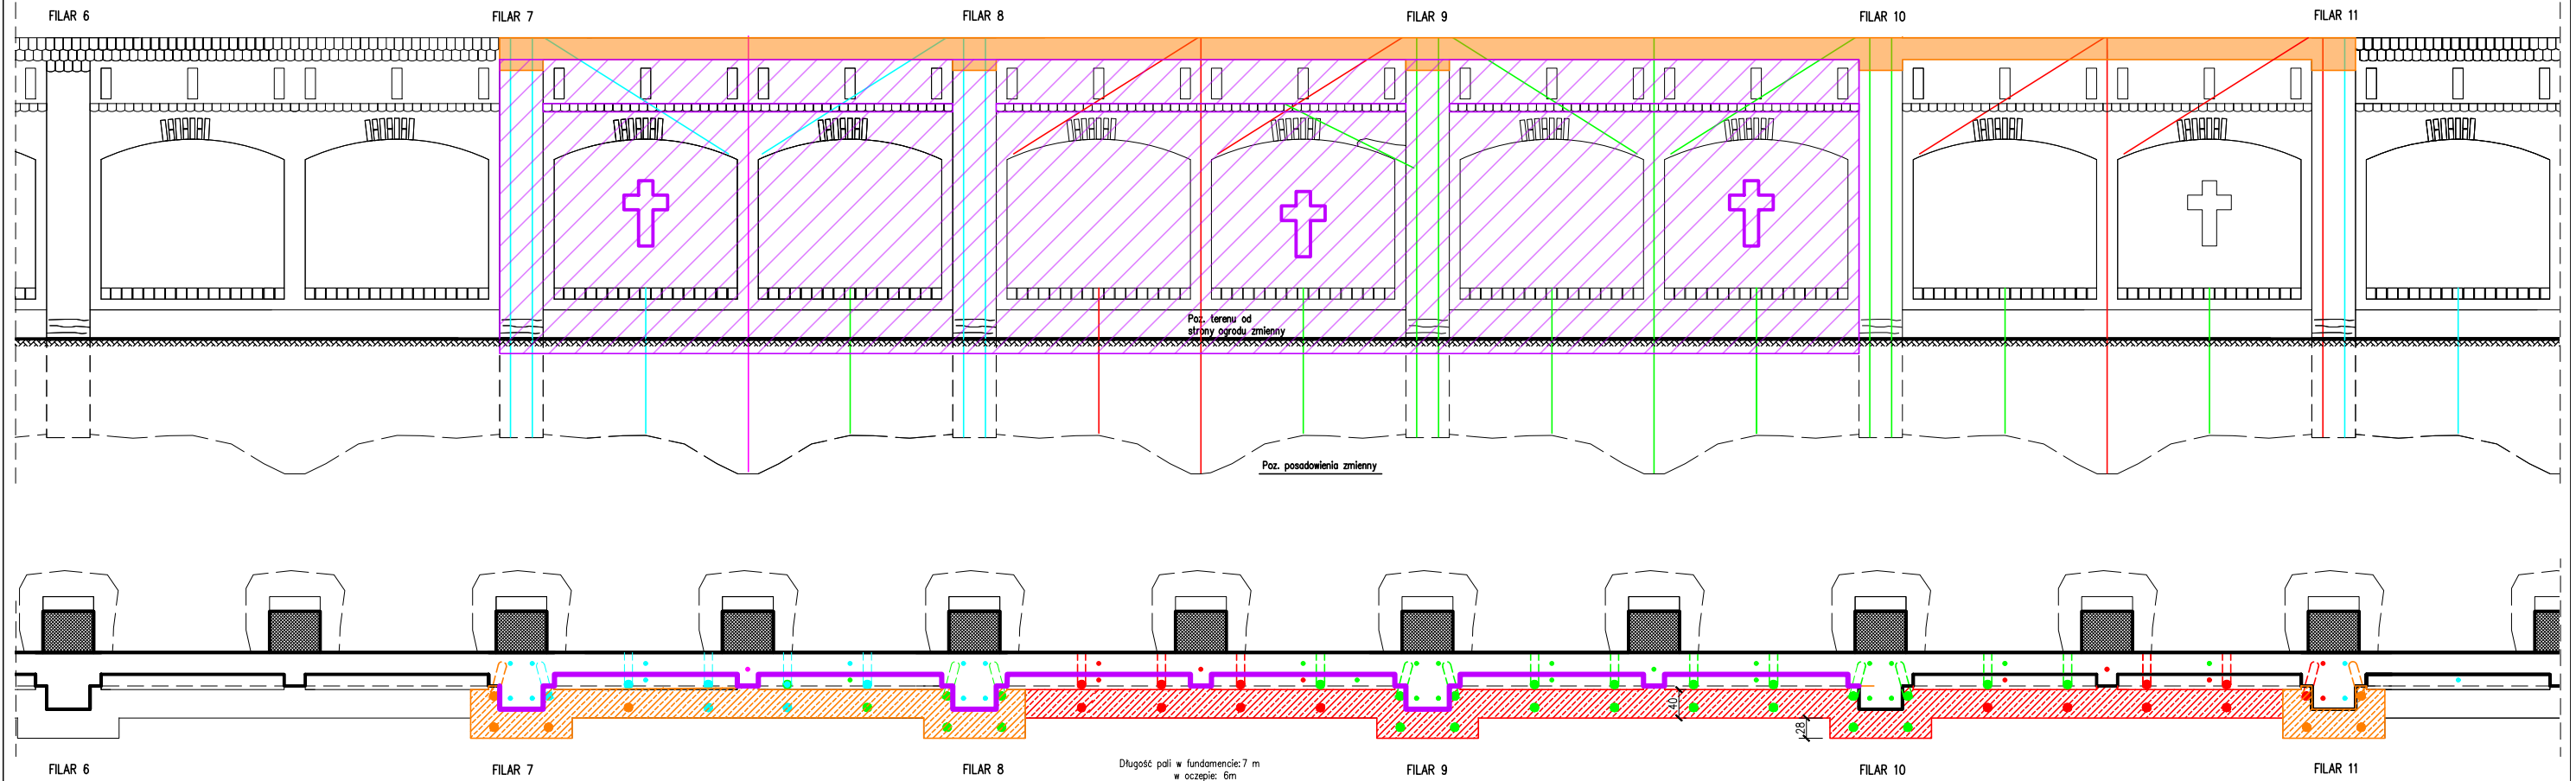 FILAR 6
FILAR 7
FILAR 8
FILAR 9
FILAR 10
FILAR 11
Poz. terenu od
strony ogrodu zmienny
Poz. posadowienia zmienny
40
28
FILAR 6
FILAR 7
FILAR 8
FILAR 9
FILAR 10
FILAR 11
Długość pali w fundamencie: 7 m
w oczepie: 6m